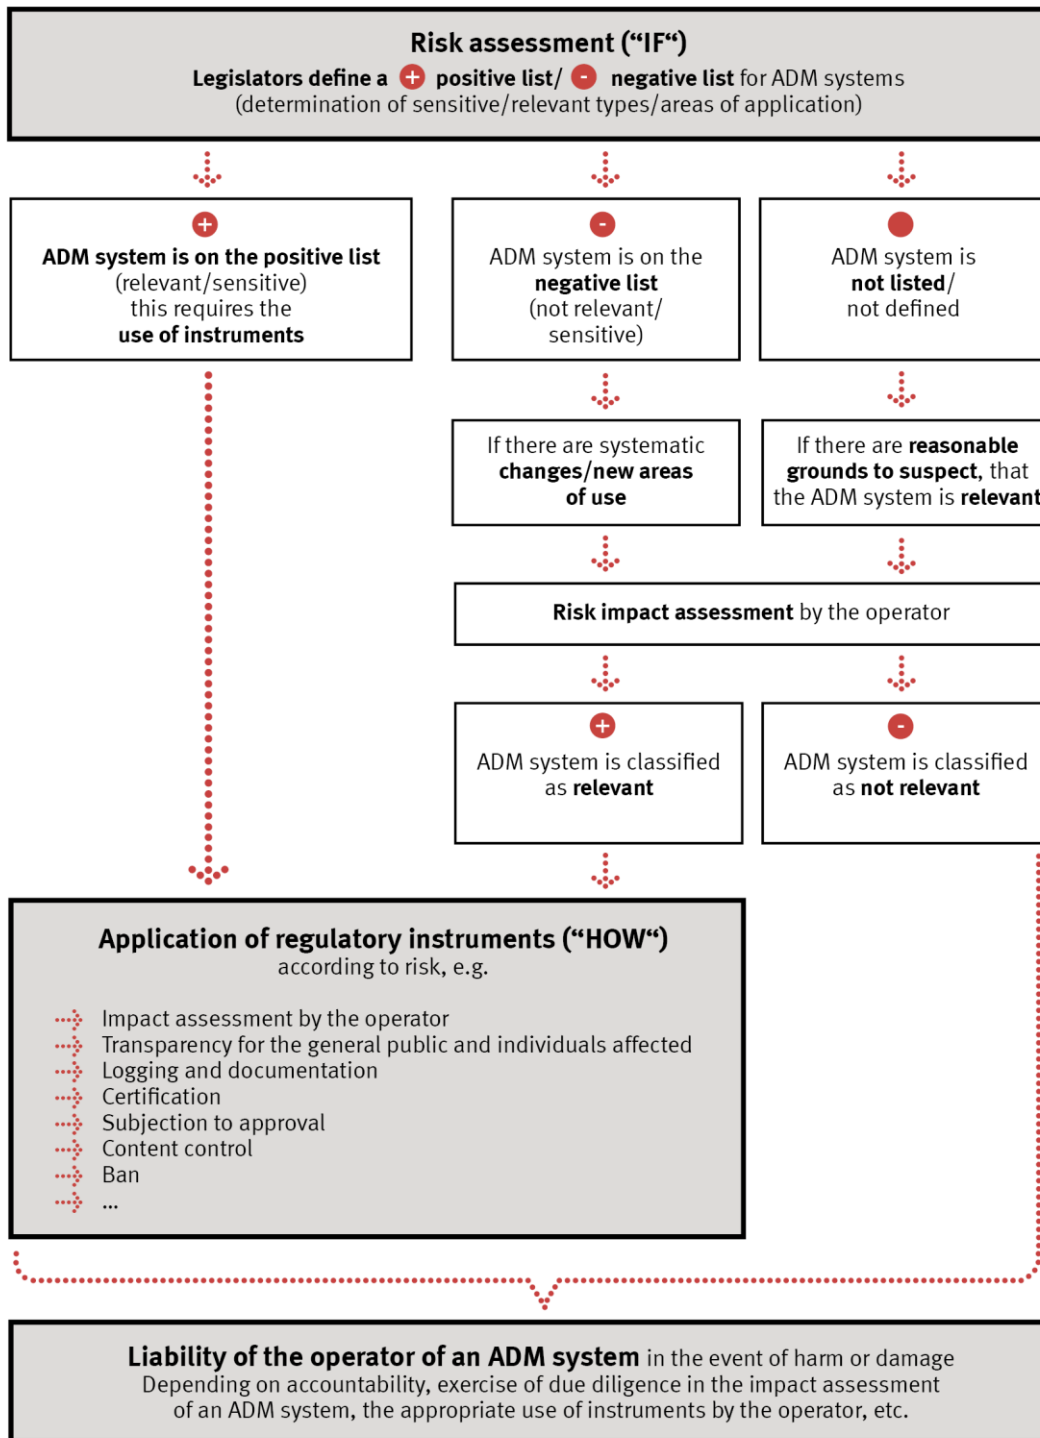 Risk assessment (“IF“)
Legislators define a + positive list/ - negative list for ADM systems
(determination of sensitive/relevant types/areas of application)
+
ADM system is on the positive list
(relevant/sensitive)
this requires the
use of instruments
-
ADM system is on the
negative list
(not relevant/
sensitive)
ADM system is
not listed/
not defined
If there are systematic
changes/new areas
of use
If there are reasonable
grounds to suspect, that
the ADM system is relevant
Risk impact assessment by the operator
+
ADM system is classified
as relevant
-
ADM system is classified
as not relevant
Application of regulatory instruments (“HOW“)
according to risk, e.g.
Impact assessment by the operator
Transparency for the general public and individuals affected
Logging and documentation
Certification
Subjection to approval
Content control
Ban
...
Liability of the operator of an ADM system in the event of harm or damage
Depending on accountability, exercise of due diligence in the impact assessment
of an ADM system, the appropriate use of instruments by the operator, etc.